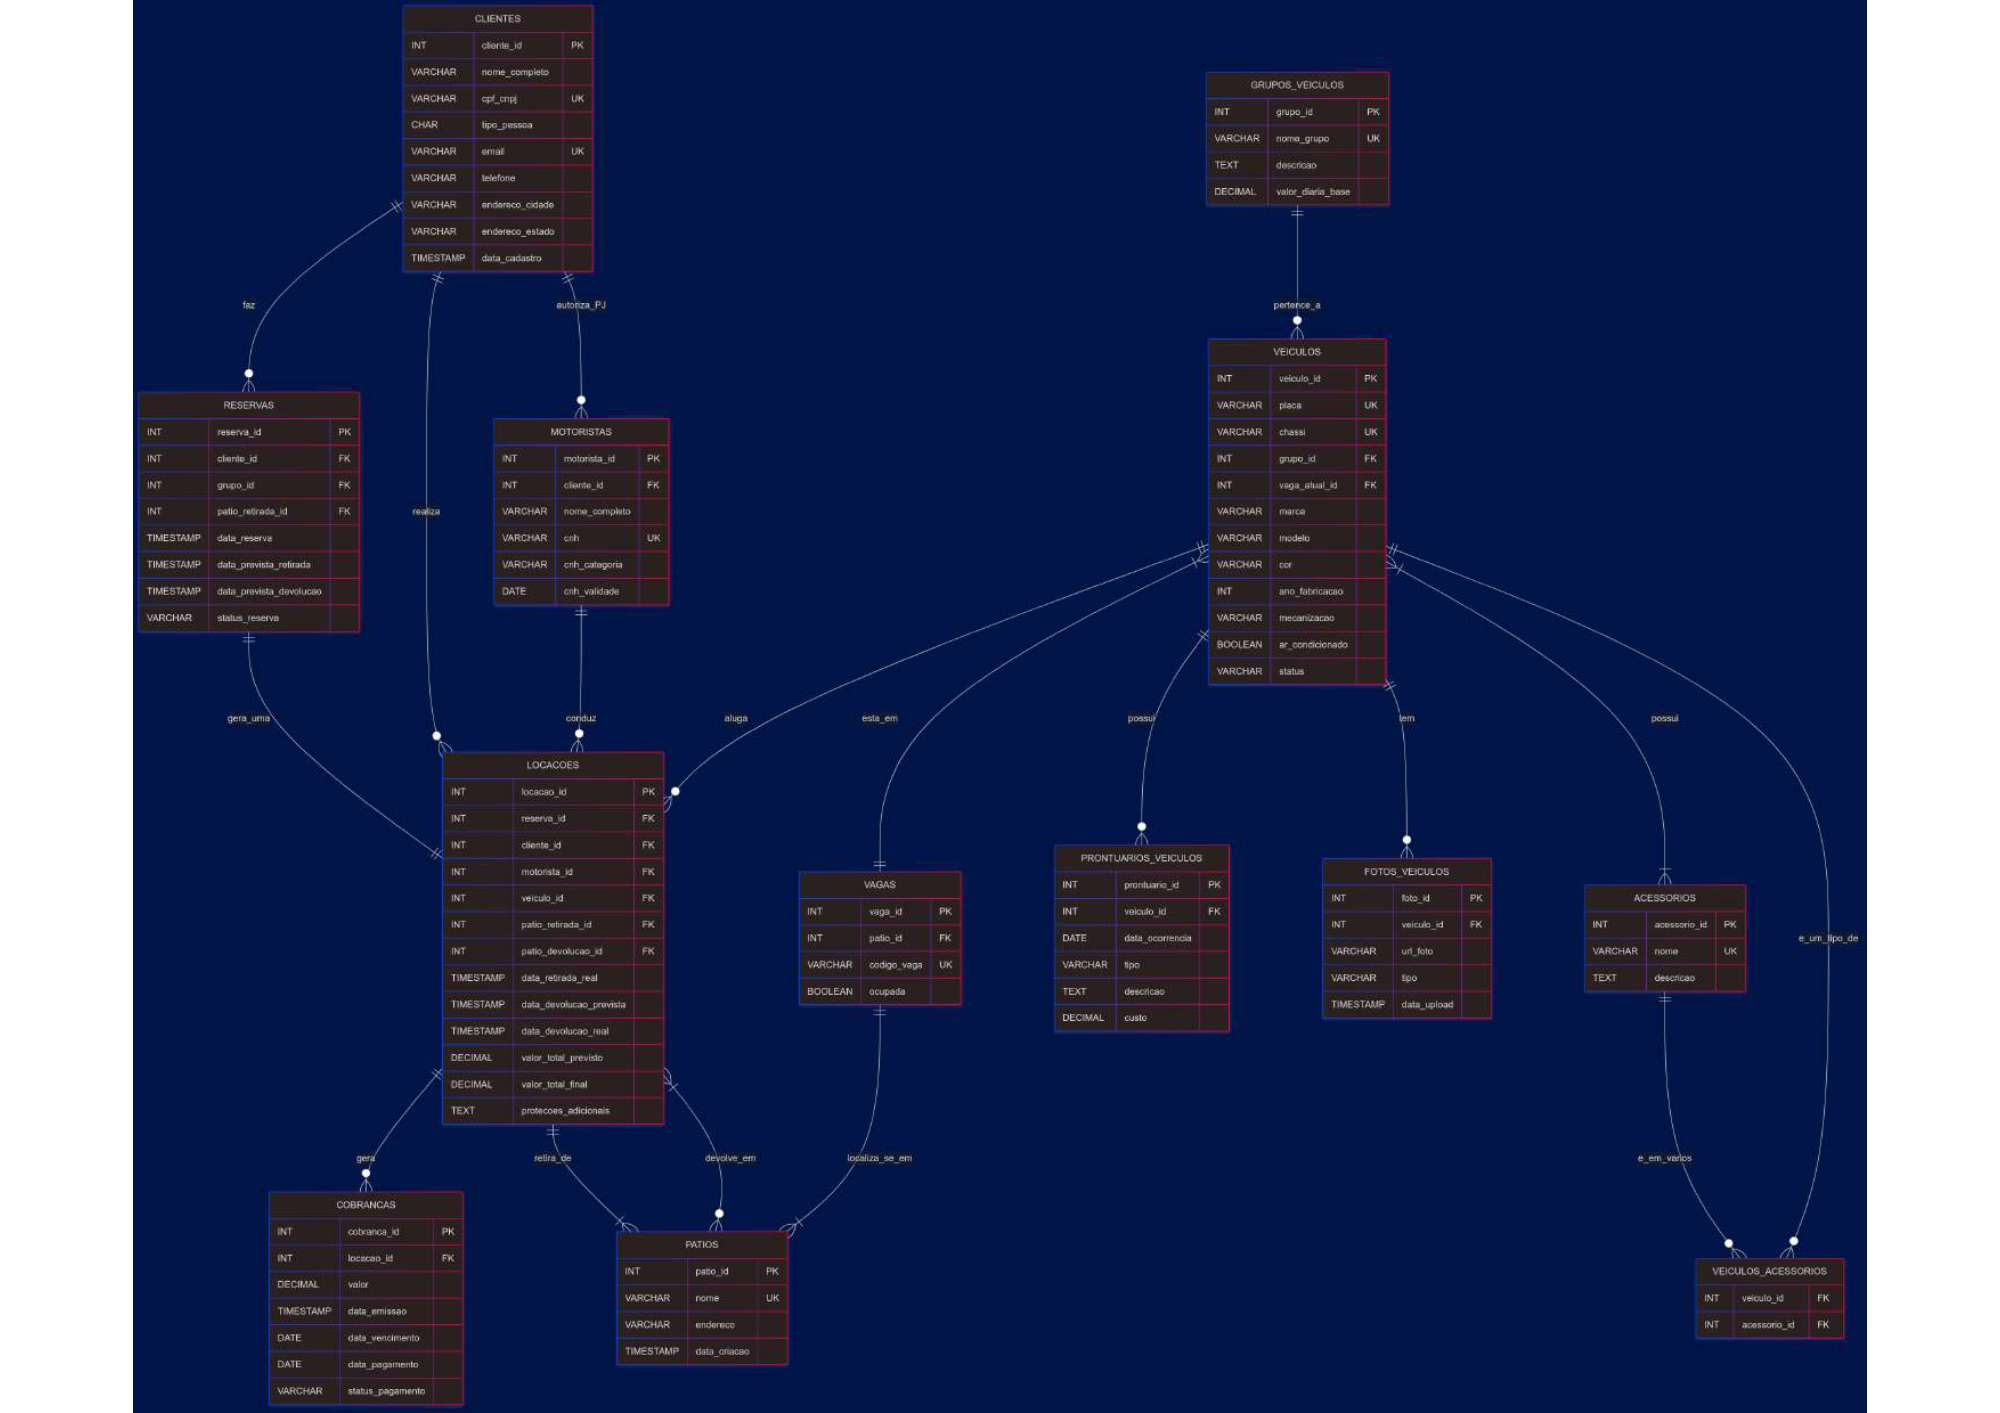 CLIENTES
INT cliente_id PK
VARCHAR nome_completo
VARCHAR cpf_cnpj UK
CHAR tipo_pessoa
VARCHAR email UK
VARCHAR telefone
VARCHAR endereco_cidade
VARCHAR endereco_estado
TIMESTAMP data_cadastro
GRUPOS_VEICULOS
INT grupo_id PK
VARCHAR nome_grupo UK
TEXT descricao
DECIMAL valor_diaria_base
faz
autoriza_PJ
pertence_a
RESERVAS
INT reserva_id PK
INT cliente_id FK
INT grupo_id FK
INT patio_retirada_id FK
TIMESTAMP data_reserva
TIMESTAMP data_prevista_retirada
TIMESTAMP data_prevista_devolucao
VARCHAR status_reserva
realiza
MOTORISTAS
INT motorista_id PK
INT cliente_id FK
VARCHAR nome_completo
VARCHAR cnh UK
VARCHAR cnh_categoria
DATE cnh_validade
VEICULOS
INT veiculo_id PK
VARCHAR placa UK
VARCHAR chassi UK
INT grupo_id FK
INT vaga_atual_id FK
VARCHAR marca
VARCHAR modelo
VARCHAR cor
INT ano_fabricacao
VARCHAR mecanizacao
BOOLEAN ar_condicionado
VARCHAR status
gera_uma
conduz
aluga
esta_em
possui
tem
possui
LOCACOES
INT locacao_id PK
INT reserva_id FK
INT cliente_id FK
INT motorista_id FK
INT veiculo_id FK
INT patio_retirada_id FK
INT patio_devolucao_id FK
TIMESTAMP data_retirada_real
TIMESTAMP data_devolucao_prevista
TIMESTAMP data_devolucao_real
DECIMAL valor_total_previsto
DECIMAL valor_total_final
TEXT protecoes_adicionais
VAGAS
INT vaga_id PK
INT patio_id FK
VARCHAR codigo_vaga UK
BOOLEAN ocupada
PRONTUARIOS_VEICULOS
INT prontuario_id PK
INT veiculo_id FK
DATE data_ocorrencia
VARCHAR tipo
TEXT descricao
DECIMAL custo
FOTOS_VEICULOS
INT foto_id PK
INT veiculo_id FK
VARCHAR url_foto
VARCHAR tipo
TIMESTAMP data_upload
ACESSORIOS
INT acessorio_id PK
VARCHAR nome UK
TEXT descricao
e_um_tipo_de
gera
retira_de
devolve_em
localiza_se_em
e_em_varios
COBRANCAS
INT cobranca_id PK
INT locacao_id FK
DECIMAL valor
TIMESTAMP data_emissao
DATE data_vencimento
DATE data_pagamento
VARCHAR status_pagamento
PATIOS
INT patio_id PK
VARCHAR nome UK
VARCHAR endereco
TIMESTAMP data_criacao
VEICULOS_ACESSORIOS
INT veiculo_id FK
INT acessorio_id FK